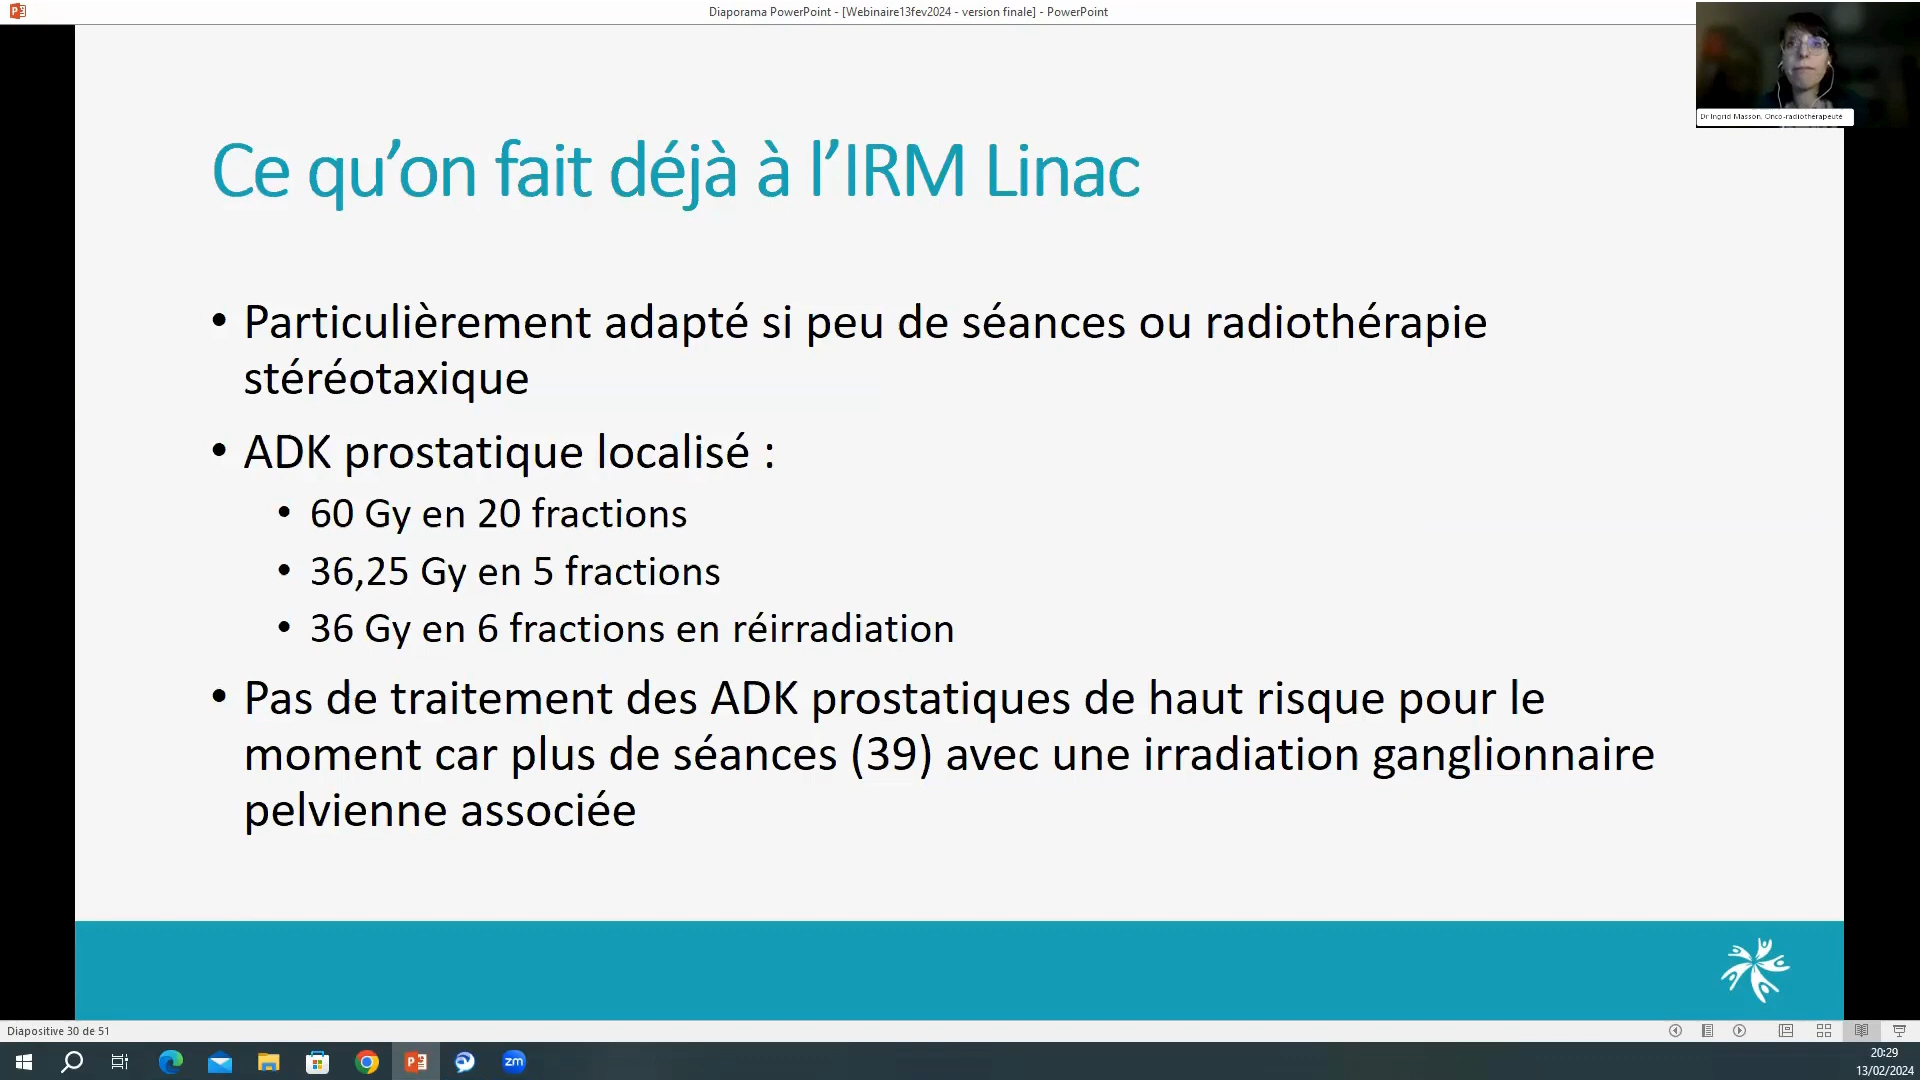 Diaporama PowerPoint - [Webinaire13fev2024 - version finale] - PowerPoint
Dr Ingrid Masson, Onco-radiothérapeute
Ce qu’on fait déjà à l’IRM Linac
• Particulièrement adapté si peu de séances ou radiothérapie
stéréotaxique
• ADK prostatique localisé :
• 60 Gy en 20 fractions
• 36,25 Gy en 5 fractions
• 36 Gy en 6 fractions en réirradiation
• Pas de traitement des ADK prostatiques de haut risque pour le
moment car plus de séances (39) avec une irradiation ganglionnaire
pelvienne associée
Diapositive 30 de 51
zm
20:29
13/02/2024